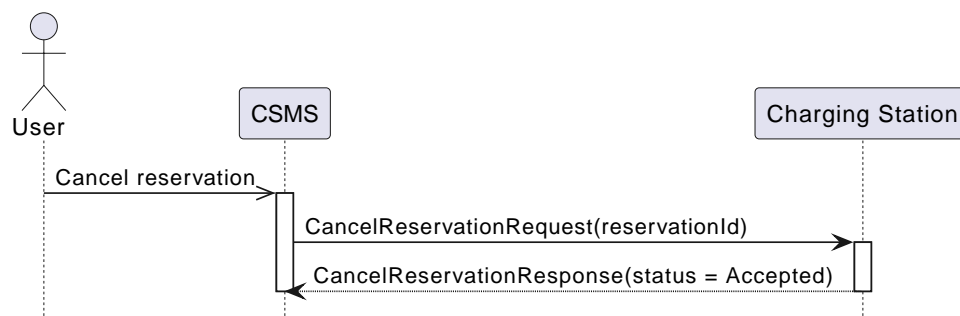 User
CSMS
Charging Station
Cancel reservation
CancelReservationRequest(reservationId)
CancelReservationResponse(status = Accepted)